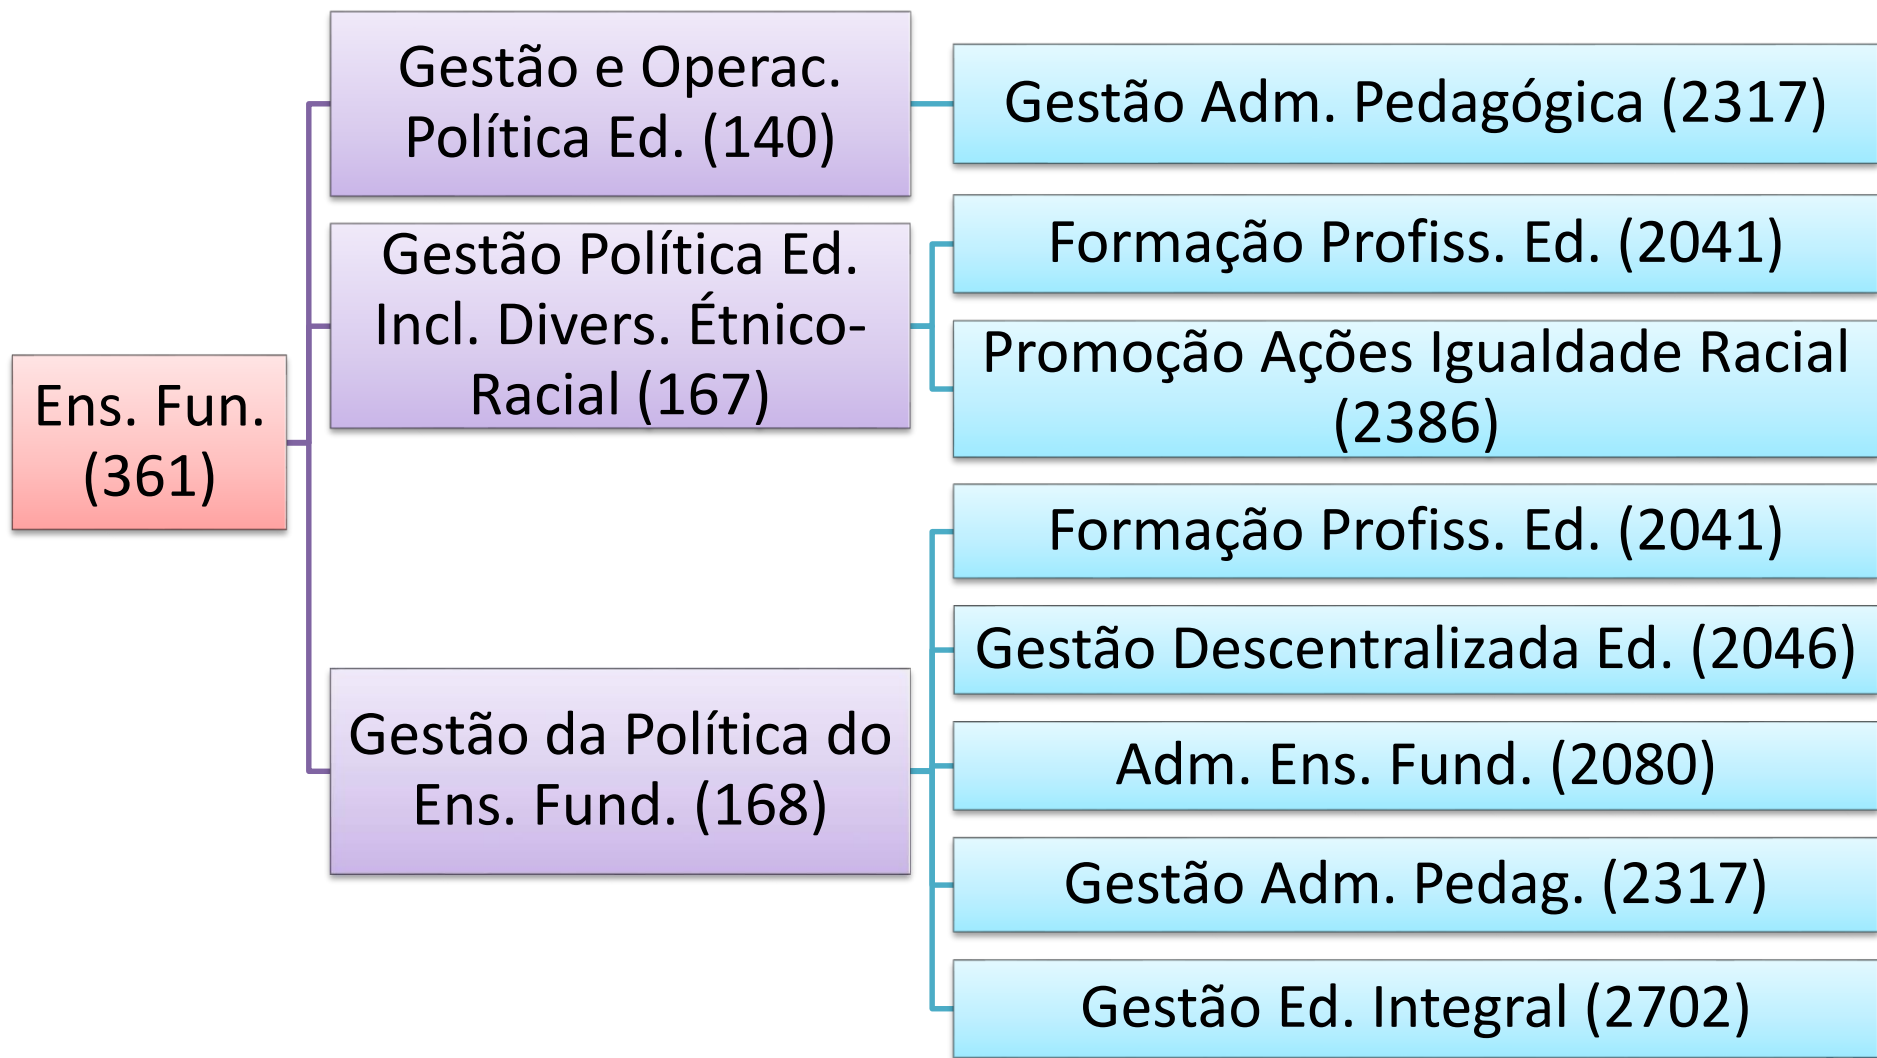 Ens. Fun.
(361)
Gestão e Operac.
Política Ed. (140)
Gestão Adm. Pedagógica (2317)
Gestão Política Ed.
Incl. Divers. Étnico-
Racial (167)
Formação Profiss. Ed. (2041)
Promoção Ações Igualdade Racial
(2386)
Gestão da Política do
Ens. Fund. (168)
Formação Profiss. Ed. (2041)
Gestão Descentralizada Ed. (2046)
Adm. Ens. Fund. (2080)
Gestão Adm. Pedag. (2317)
Gestão Ed. Integral (2702)